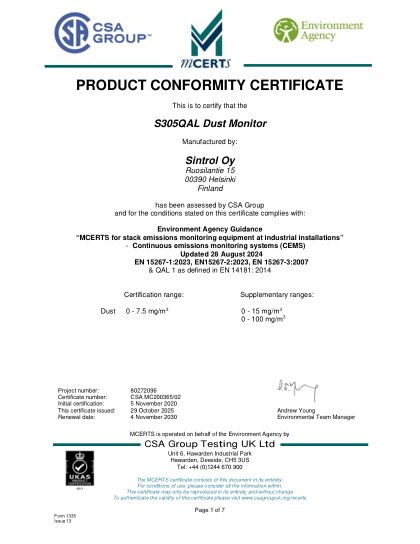 CSA GROUP™
mCERTS
Environment Agency
PRODUCT CONFORMITY CERTIFICATE
This is to certify that the
S305QAL Dust Monitor
Manufactured by:
Sintrol Oy
Ruosilantie 15
00390 Helsinki
Finland
has been assessed by CSA Group
and for the conditions stated on this certificate complies with:
Environment Agency Guidance
“MCERTS for stack emissions monitoring equipment at industrial installations”
- Continuous emissions monitoring systems (CEMS)
Updated 28 August 2024
EN 15267-1:2023, EN15267-2:2023, EN 15267-3:2007
& QAL 1 as defined in EN 14181: 2014
Certification range: Supplementary ranges:
Dust 0 - 7.5 mg/m³ 0 - 15 mg/m³
0 - 100 mg/m³
Project number: 80272096
Certificate number: CSA MC200365/02
Initial certification: 5 November 2020
This certificate issued: 29 October 2025
Renewal date: 4 November 2030
Andrew Young
Environmental Team Manager
MCERTS is operated on behalf of the Environment Agency by
CSA Group Testing UK Ltd
Unit 6, Hawarden Industrial Park
Hawarden, Deeside, CH5 3US
Tel: +44 (0)1244 670 900
UKAS
The MCERTS certificate consists of this document in its entirety.
For conditions of use, please consider all the information within.
This certificate may only be reproduced in its entirety and without change
To authenticate the validity of this certificate please visit www.csagroupuk.org/mcerts
Page 1 of 7
Form 1335
Issue 13